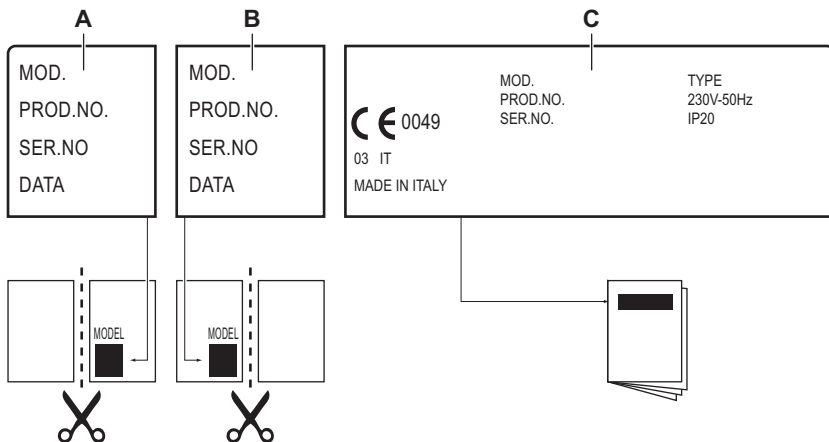 A
B
C
MOD.
PROD.NO.
SER.NO
DATA
MOD.
PROD.NO.
SER.NO
DATA
MOD.
PROD.NO.
SER.NO.
TYPE
230V-50Hz
IP20
CE 0049
03 IT
MADE IN ITALY
MODEL
MODEL